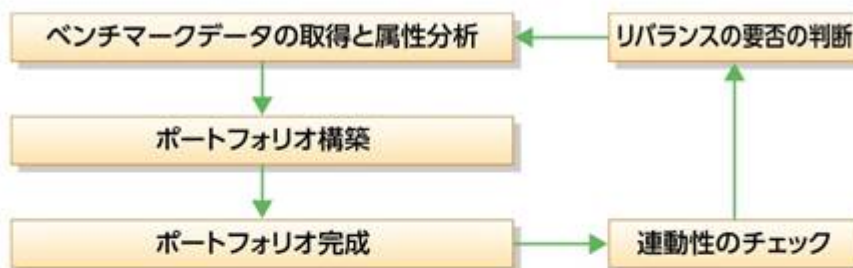 ベンチマークデータの取得と属性分析
リバランスの要否の判断
ポートフォリオ構築
ポートフォリオ完成
連動性のチェック